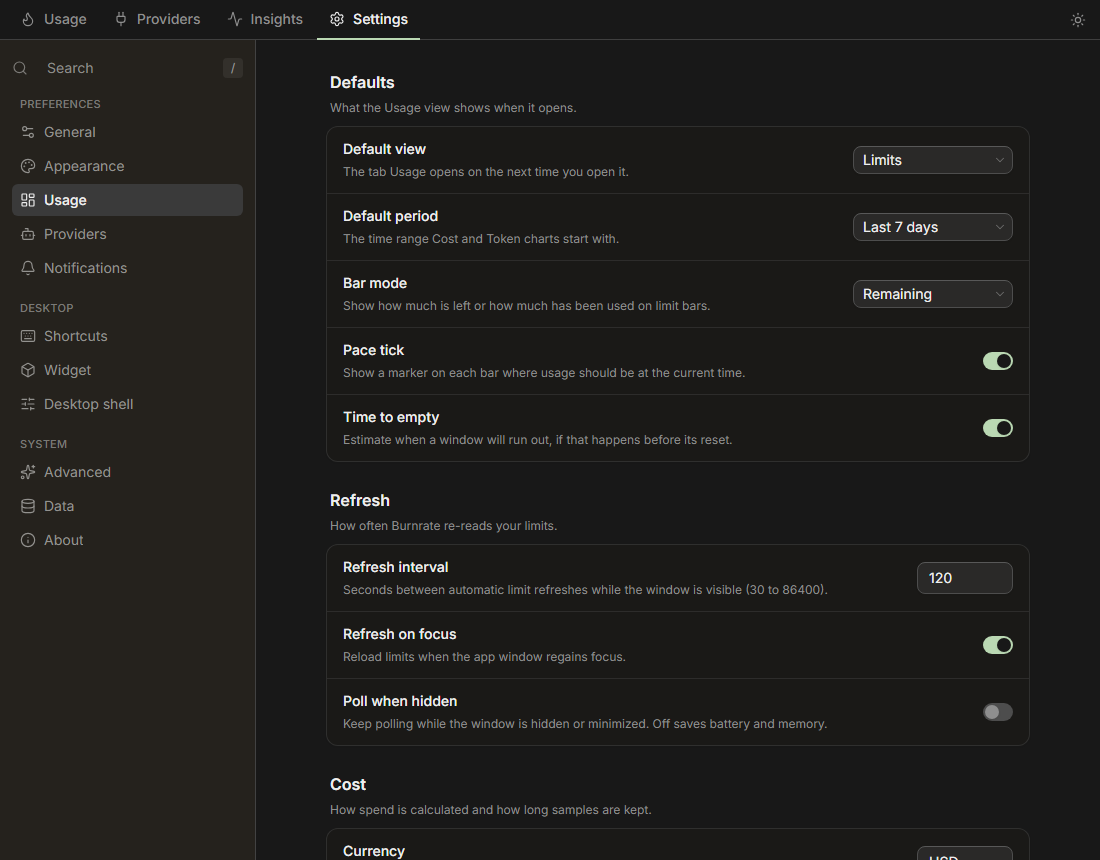 Usage Providers Insights Settings
Search /
PREFERENCES
General
Appearance
Usage
Providers
Notifications
DESKTOP
Shortcuts
Widget
Desktop shell
SYSTEM
Advanced
Data
About
Defaults
What the Usage view shows when it opens.
Default view
The tab Usage opens on the next time you open it.
Limits
Default period
The time range Cost and Token charts start with.
Last 7 days
Bar mode
Show how much is left or how much has been used on limit bars.
Remaining
Pace tick
Show a marker on each bar where usage should be at the current time.
Time to empty
Estimate when a window will run out, if that happens before its reset.
Refresh
How often Burnrate re-reads your limits.
Refresh interval
Seconds between automatic limit refreshes while the window is visible (30 to 86400).
120
Refresh on focus
Reload limits when the app window regains focus.
Poll when hidden
Keep polling while the window is hidden or minimized. Off saves battery and memory.
Cost
How spend is calculated and how long samples are kept.
Currency
USD